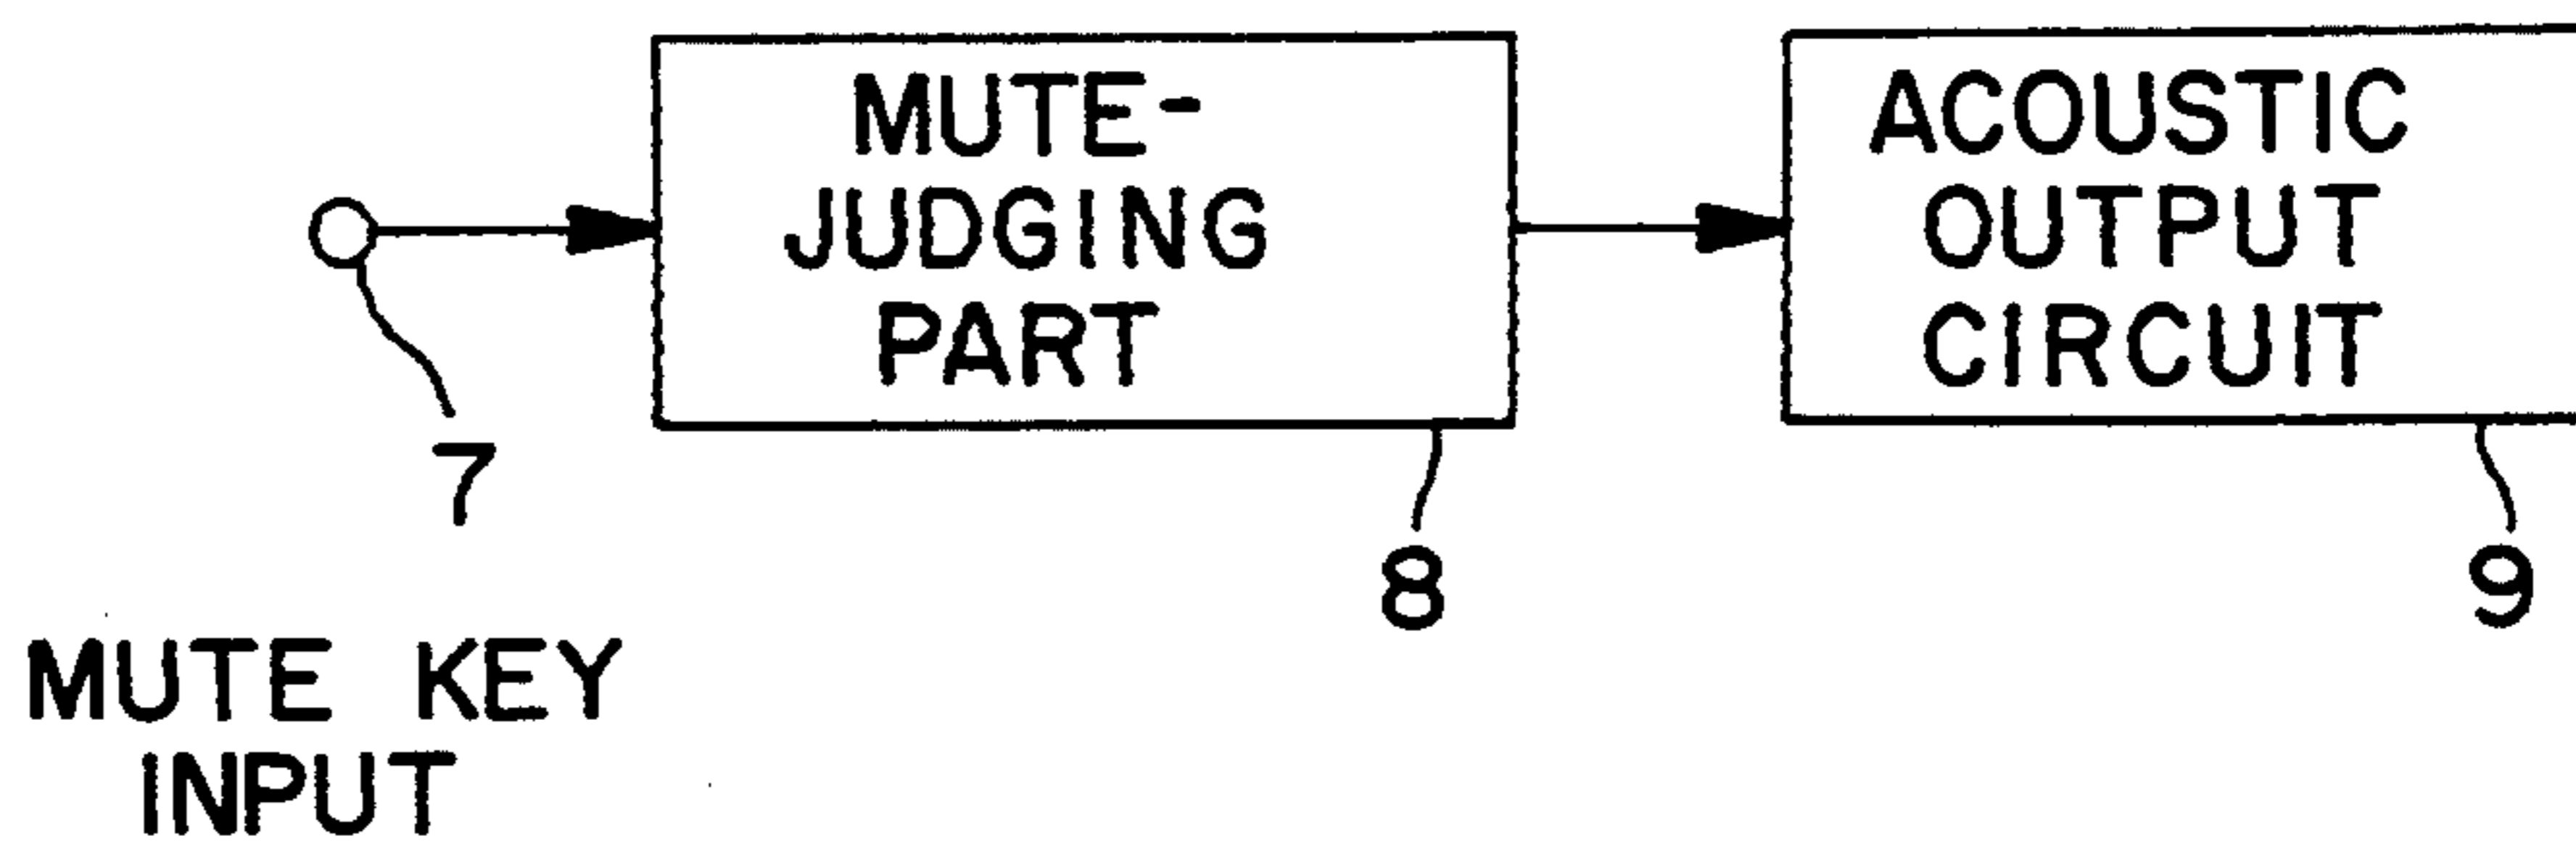 MUTE-
JUDGING
PART
ACOUSTIC
OUTPUT
CIRCUIT
7
8
9
MUTE KEY
INPUT